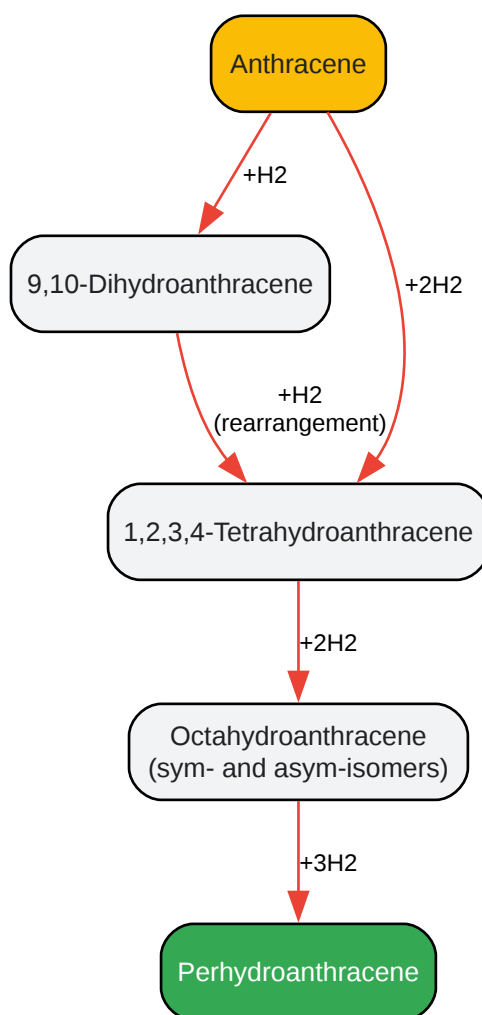 Anthracene
+H2
9,10-Dihydroanthracene
+2H2
+H2
(rearrangement)
1,2,3,4-Tetrahydroanthracene
+2H2
Octahydroanthracene
(sym- and asym-isomers)
+3H2
Perhydroanthracene